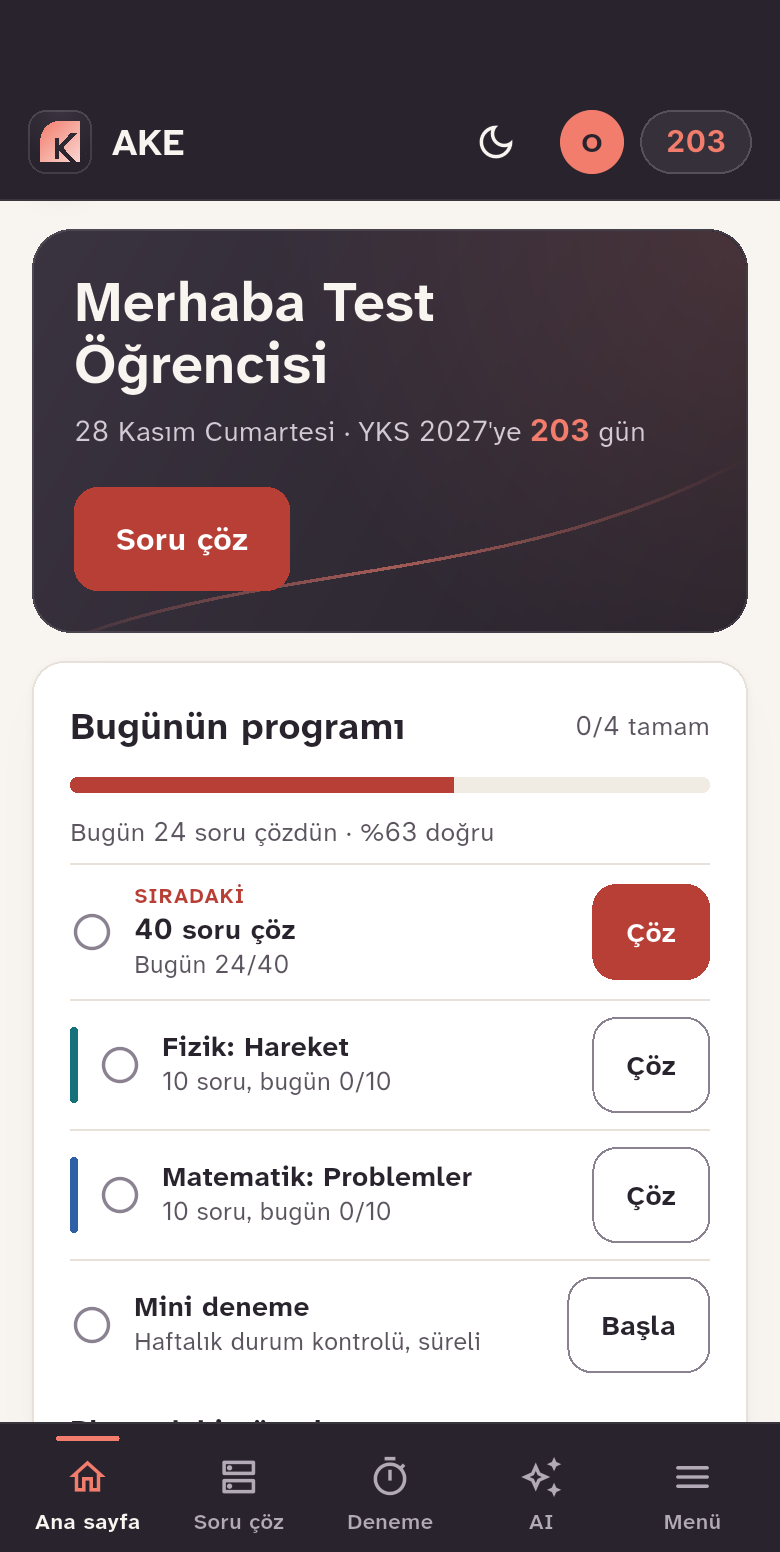 K
AKE
O
203
Merhaba Test
Öğrencisi
28 Kasım Cumartesi · YKS 2027'ye 203 gün
Soru çöz
Bugünün programı
0/4 tamam
Bugün 24 soru çözdün · %63 doğru
SIRADAKİ
40 soru çöz
Bugün 24/40
Çöz
Fizik: Hareket
10 soru, bugün 0/10
Çöz
Matematik: Problemler
10 soru, bugün 0/10
Çöz
Mini deneme
Haftalık durum kontrolü, süreli
Başla
Ana sayfa
Soru çöz
Deneme
AI
Menü